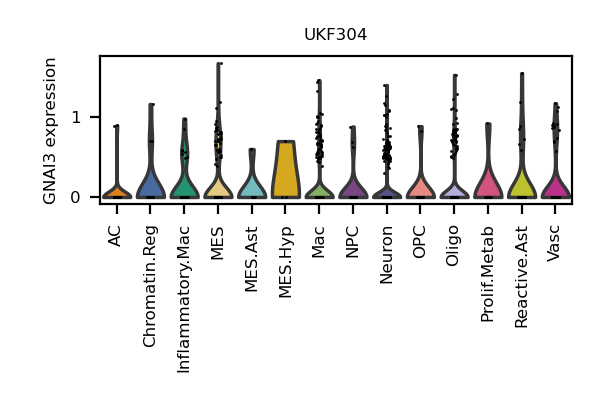 UKF304
GNAI3 expression
1
0
AC
Chromatin.Reg
Inflammatory.Mac
MES
MES.Ast
MES.Hyp
Mac
NPC
Neuron
OPC
Oligo
Prolif.Metab
Reactive.Ast
Vasc